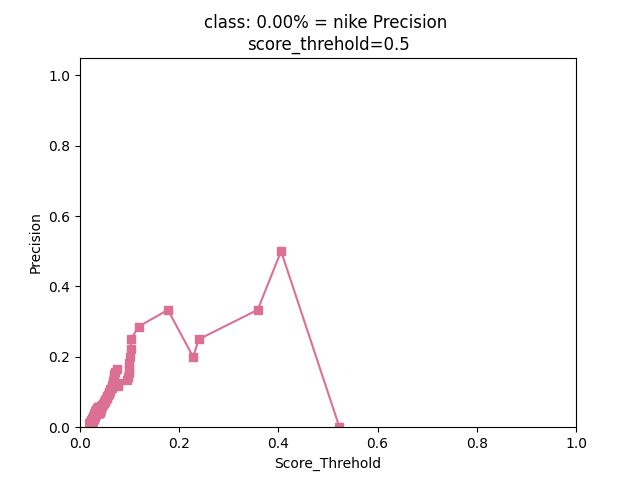 class: 0.00% = nike Precision
score_threhold=0.5
1.0
0.8
0.6
0.4
0.2
0.0
Precision
0.0 0.2 0.4 0.6 0.8 1.0
Score_Threhold